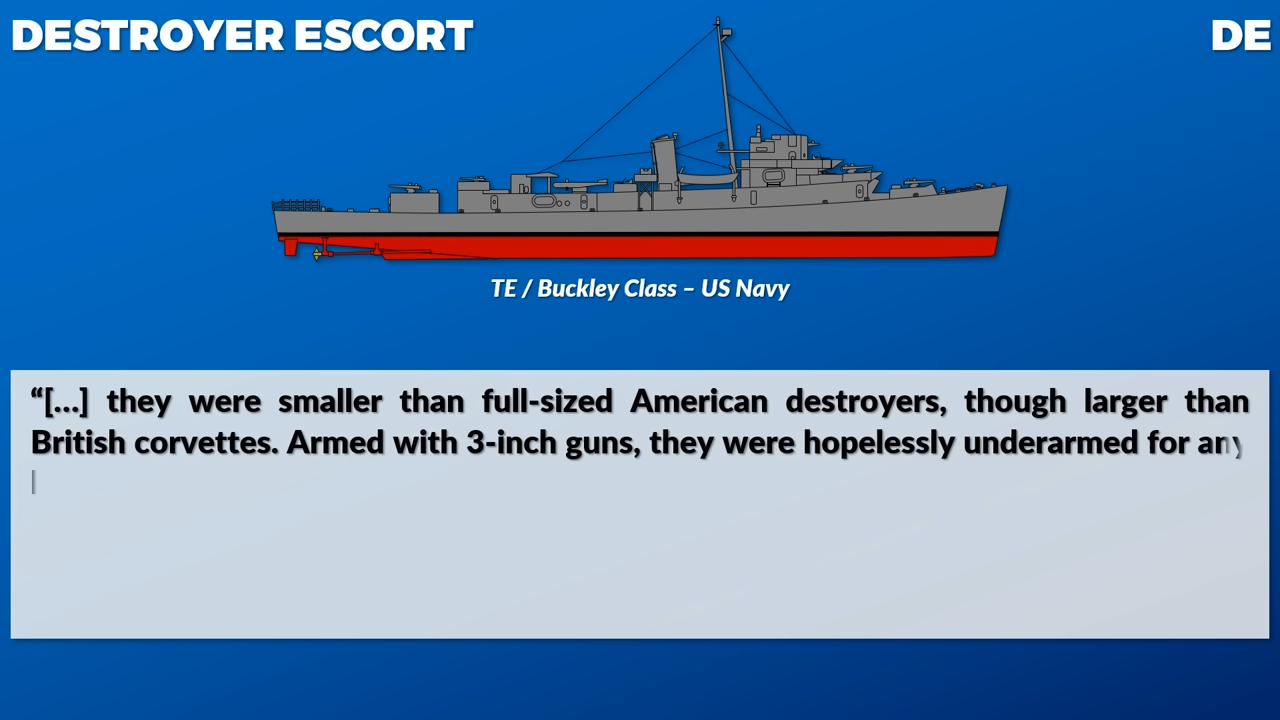 DESTROYER ESCORT
DE
TE / Buckley Class – US Navy
“[…] they were smaller than full-sized American destroyers, though larger than
British corvettes. Armed with 3-inch guns, they were hopelessly underarmed for any